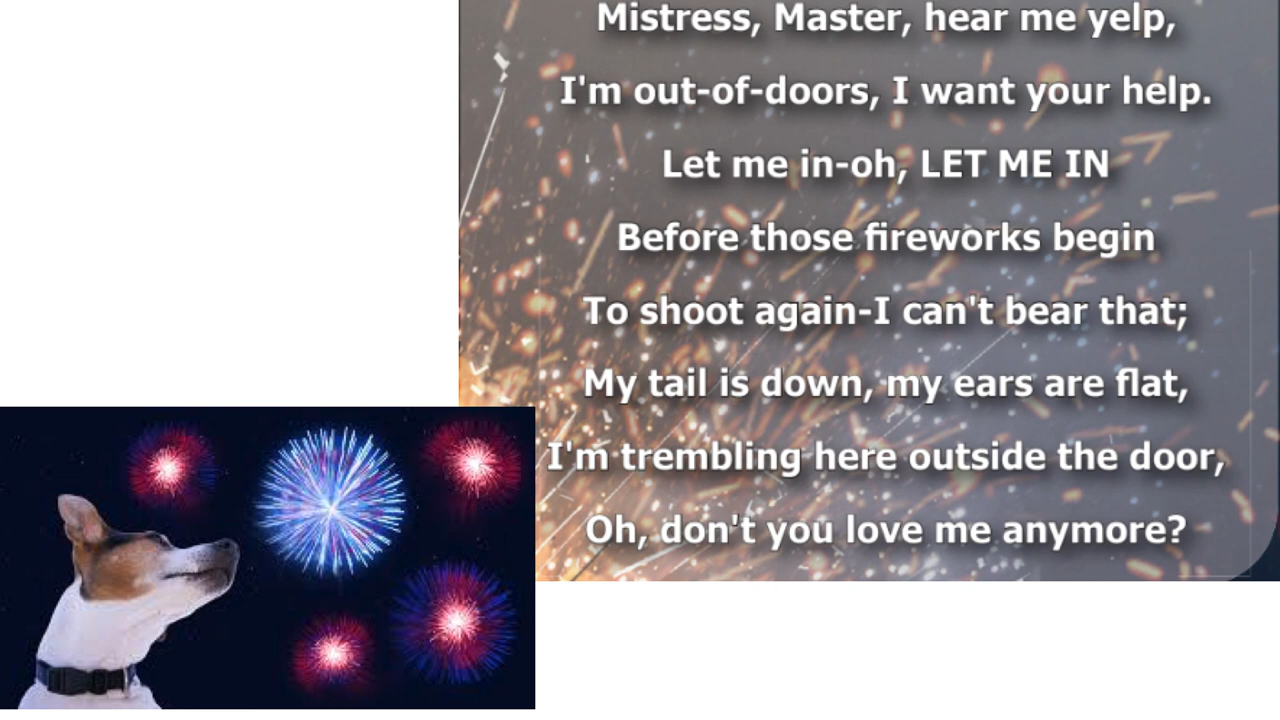 Mistress, Master, hear me yelp,
I'm out-of-doors, I want your help.
Let me in-oh, LET ME IN
Before those fireworks begin
To shoot again-I can't bear that;
My tail is down, my ears are flat,
I'm trembling here outside the door,
Oh, don't you love me anymore?